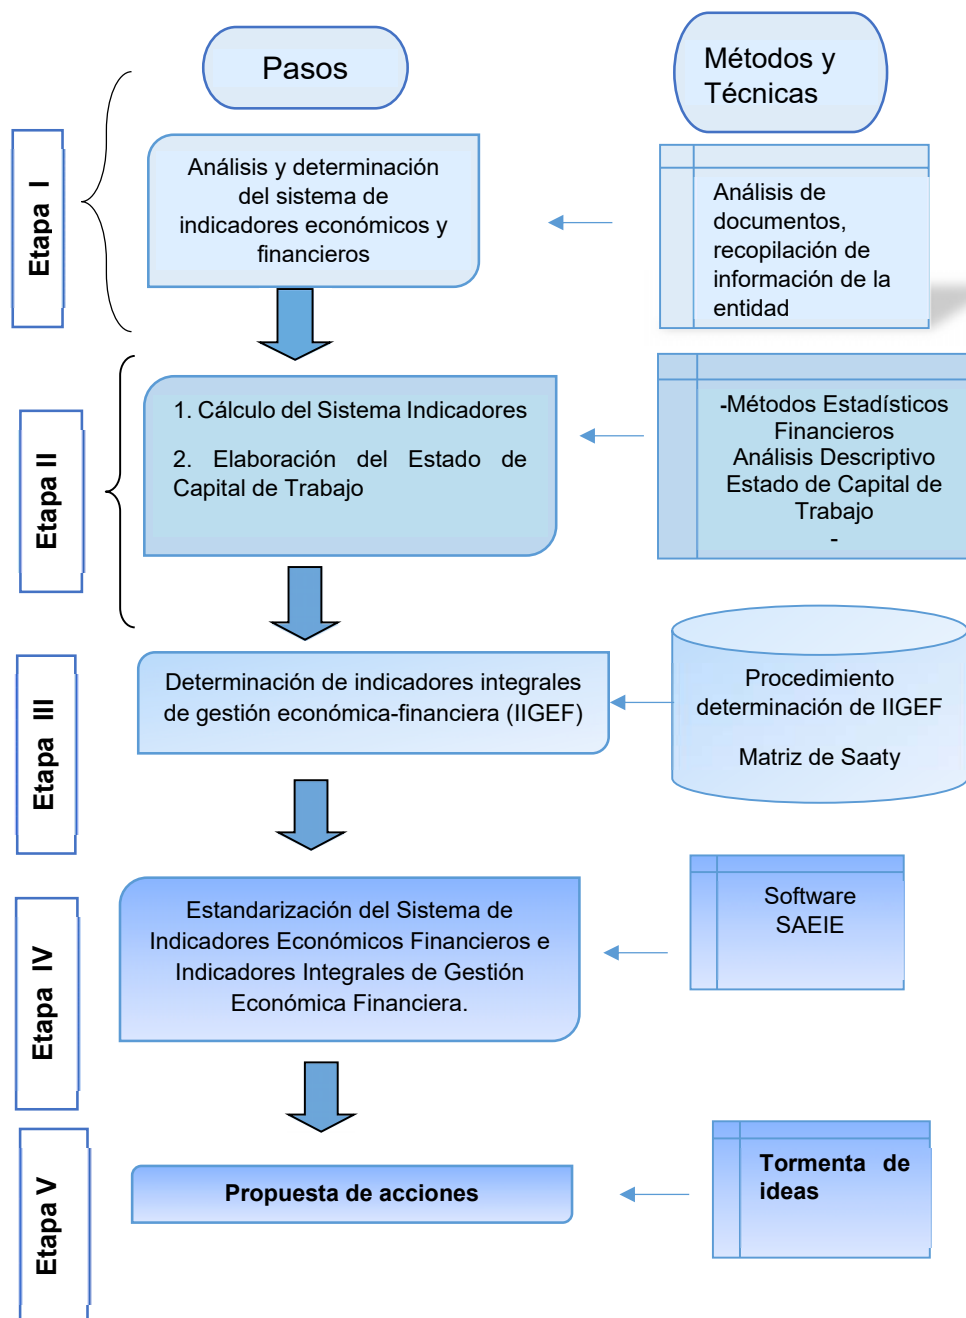 Pasos
Métodos y
Técnicas
Etapa I
Análisis y determinación
del sistema de
indicadores económicos y
financieros
Análisis de
documentos,
recopilación de
información de la
entidad
Etapa II
1. Cálculo del Sistema Indicadores
2. Elaboración del Estado de
Capital de Trabajo
-Métodos Estadísticos
Financieros
Análisis Descriptivo
Estado de Capital de
Trabajo
-
Etapa III
Determinación de indicadores integrales
de gestión económica-financiera (IIGEF)
Procedimiento
determinación de IIGEF
Matriz de Saaty
Etapa IV
Estandarización del Sistema de
Indicadores Económicos Financieros e
Indicadores Integrales de Gestión
Económica Financiera.
Software
SAEIE
Etapa V
Propuesta de acciones
Tormenta de
ideas